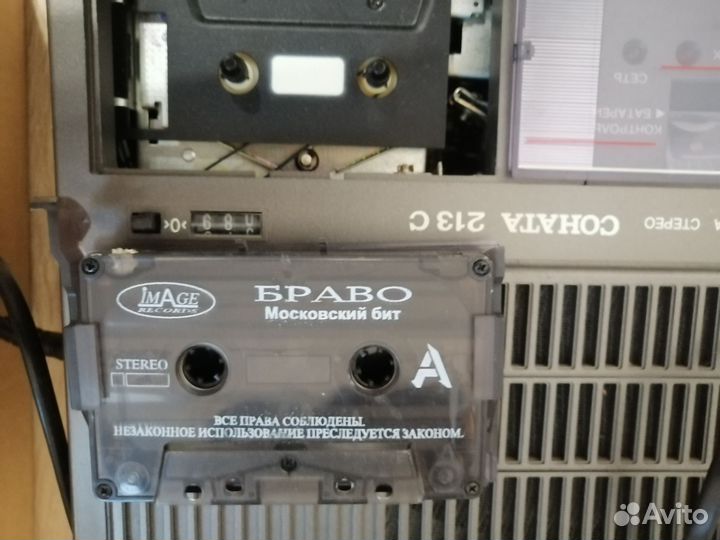 СЕТЬ
◄ БАТАРЕИ
КОНТРОЛЬ
>0<
СОНАТА 213 С
СТЕРЕО
IMAGE
RECORDS
БРАВО
Московский бит
STEREO
A
ВСЕ ПРАВА СОБЛЮДЕНЫ.
НЕЗАКОННОЕ ИСПОЛЬЗОВАНИЕ ПРЕСЛЕДУЕТСЯ ЗАКОНОМ.
Avito